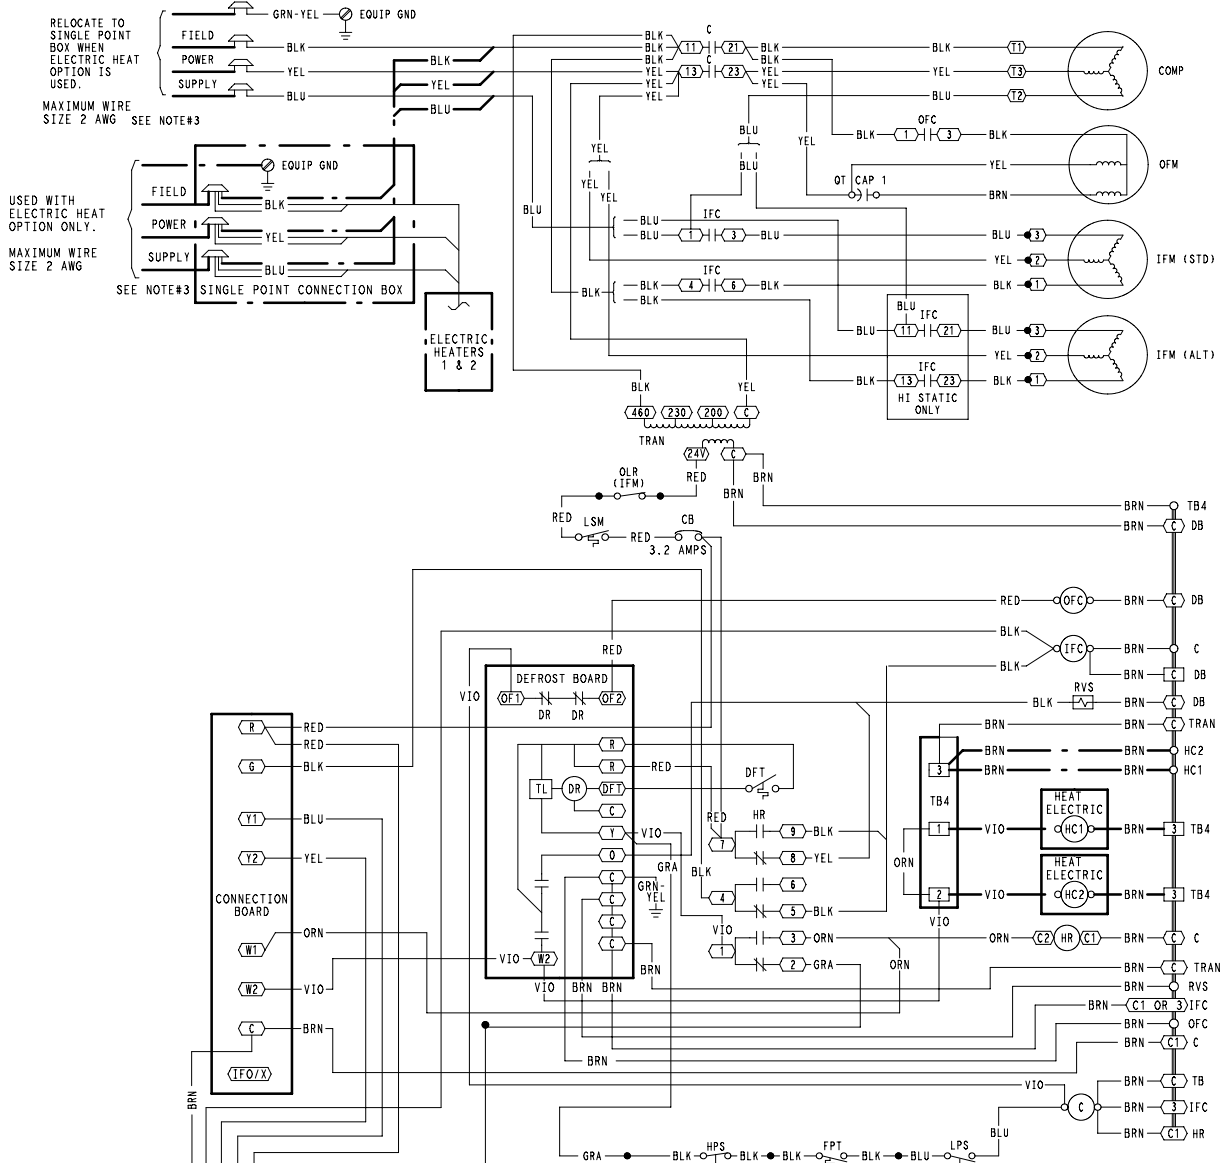 RELOCATE TO
SINGLE POINT
BOX WHEN
ELECTRIC HEAT
OPTION IS
USED.
GRN-YEL EQUIP GND
FIELD
POWER
SUPPLY
BLK
YEL
BLU
MAXIMUM WIRE
SIZE 2 AWG SEE NOTE#3
BLK
YEL
BLU
BLK
BLK
BLK
YEL
YEL
YEL
C
11 21
C
13 23
BLK
BLK
YEL
YEL
BLK T1
YEL T3
BLU T2
COMP
BLU
BLU
YEL
OFC
BLK 1 3 BLK
YEL
OFM
QT CAP 1
BRN
YEL
YEL
YEL
EQUIP GND
FIELD
POWER
SUPPLY
BLK
YEL
BLU
USED WITH
ELECTRIC HEAT
OPTION ONLY.
MAXIMUM WIRE
SIZE 2 AWG
SEE NOTE#3 SINGLE POINT CONNECTION BOX
ELECTRIC
HEATERS
1 & 2
BLU
BLU
BLU
IFC
1 3 BLU
BLU 3
YEL 2
BLK 1
IFM (STD)
BLK
BLK
BLK
IFC
4 6
BLU
BLU 11 IFC 21 BLU 3
YEL 2
IFM (ALT)
IFC
BLK 13 23 BLK 1
HI STATIC
ONLY
BLK
YEL
460 230 200 C
TRAN
24V C
RED
BRN
BRN
OLR
(IFM)
RED
LSM
RED
CB
3.2 AMPS
BRN TB4
BRN C DB
RED OFC BRN C DB
BLK
BLK
IFC BRN C
BRN C DB
RVS
BLK BRN C DB
BRN BRN C TRAN
BRN BRN HC2
BRN BRN HC1
3
TB4
1
2
VIO HEAT
ELECTRIC
HC1
BRN 3 TB4
ORN
VIO HEAT
ELECTRIC
HC2
BRN 3 TB4
VIO
RED
VIO
DEFROST BOARD
OF1 OF2
DR DR
R
R
TL DR DFT
C
Y
O
C
C
C
C
W2
RED
DFT
VIO
GRA
GRN-
YEL
BRN
VIO
VIO BRN BRN
RED
HR
7
9 BLK
8 YEL
BLK
4
6
5 BLK
VIO
1
3 ORN
2 GRA
ORN
ORN C2 HR C1 BRN C C
BRN C TRAN
BRN RVS
BRN C1 OR 3 IFC
BRN OFC
BRN C1 C
BRN
R RED
RED
G BLK
Y1 BLU
Y2 YEL
CONNECTION
BOARD
W1 ORN
W2 VIO
C BRN
IFO/X
BRN
VIO C BRN C TB
BRN 3 IFC
BRN C1 HR
BLU
GRA BLK HPS BLK BLK FPT BLK BLU LPS